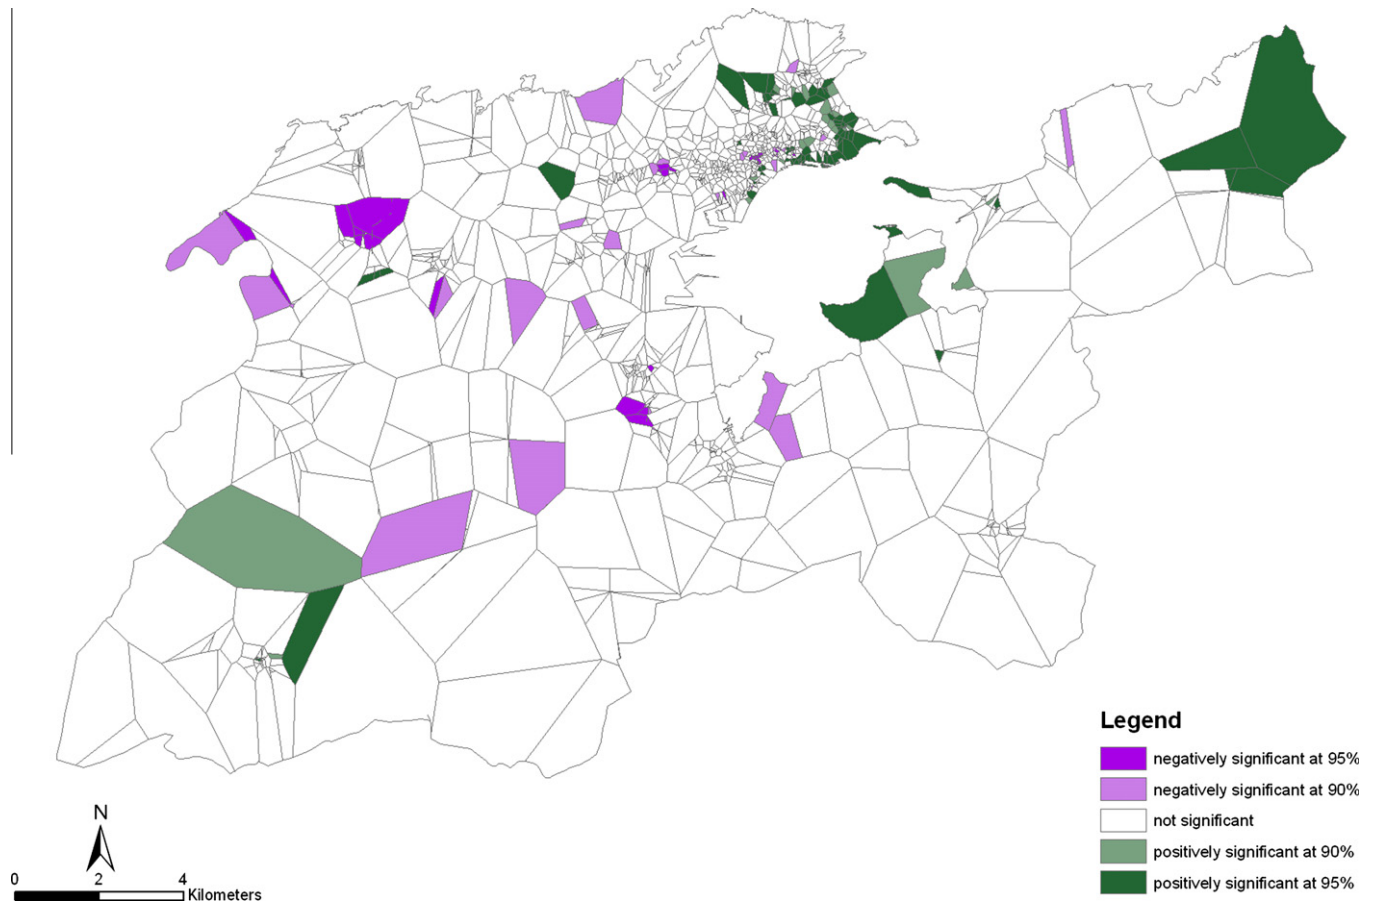 Legend
negatively significant at 95%
negatively significant at 90%
not significant
positively significant at 90%
positively significant at 95%
N
0 2 4
Kilometers